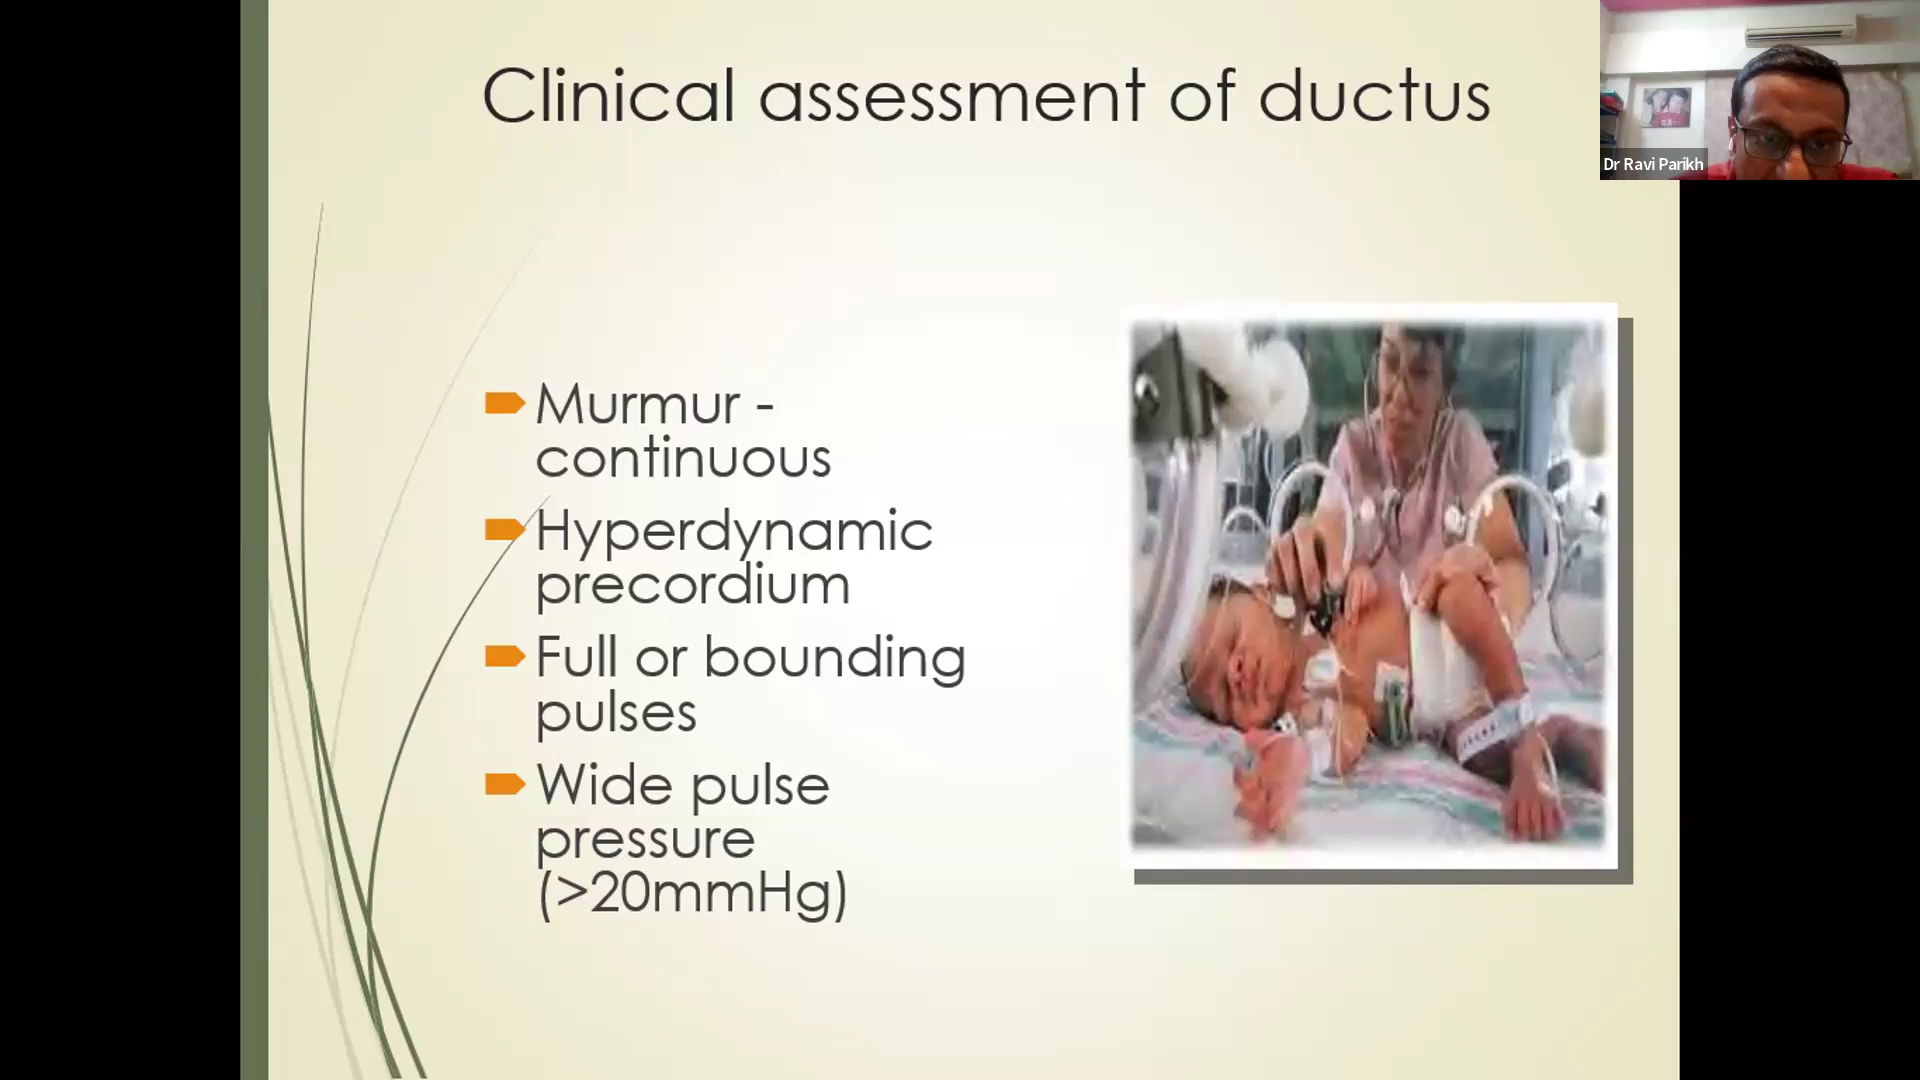 Clinical assessment of ductus
Dr Ravi Parikh
Murmur -
continuous
Hyperdynamic
precordium
Full or bounding
pulses
Wide pulse
pressure
(>20mmHg)